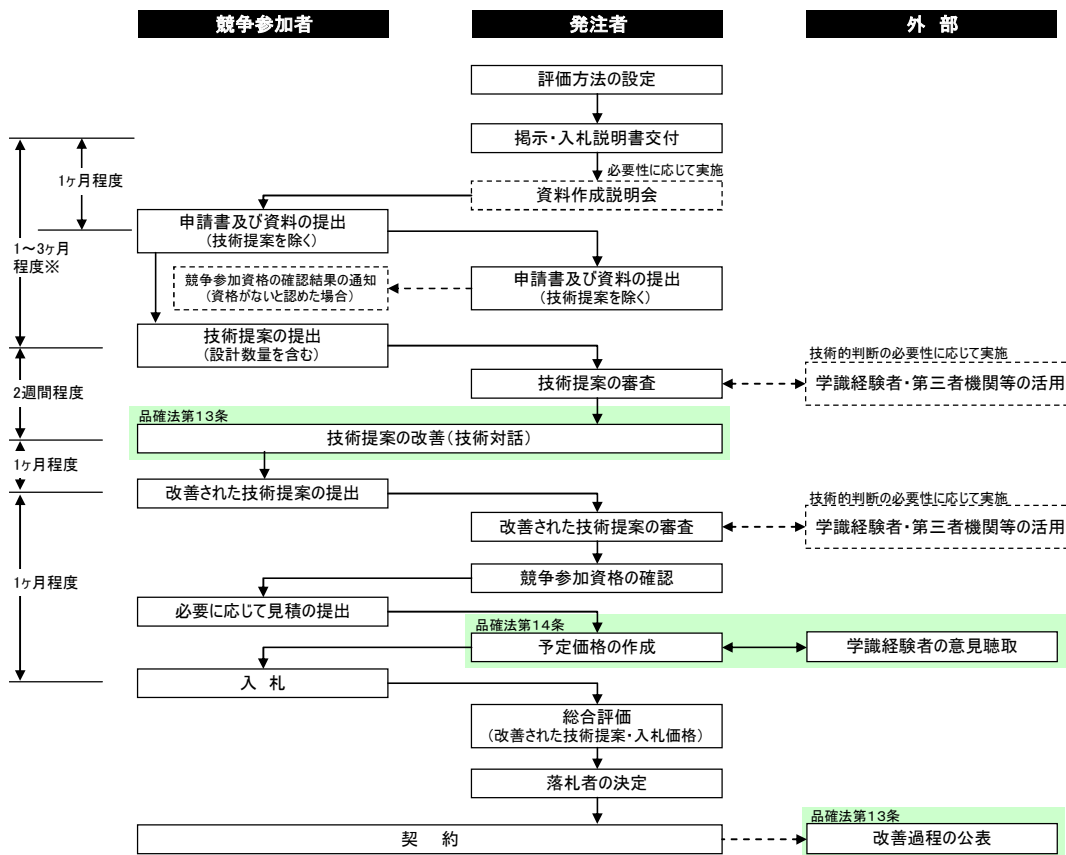 競争参加者
発注者
外 部
評価方法の設定
掲示・入札説明書交付
必要性に応じて実施
資料作成説明会
1ヶ月程度
申請書及び資料の提出
(技術提案を除く)
1～3ヶ月
程度※
競争参加資格の確認結果の通知
(資格がないと認めた場合)
申請書及び資料の提出
(技術提案を除く)
技術提案の提出
(設計数量を含む)
技術的判断の必要性に応じて実施
技術提案の審査
学識経験者・第三者機関等の活用
2週間程度
品確法第13条
技術提案の改善(技術対話)
1ヶ月程度
改善された技術提案の提出
技術的判断の必要性に応じて実施
改善された技術提案の審査
学識経験者・第三者機関等の活用
競争参加資格の確認
1ヶ月程度
必要に応じて見積の提出
品確法第14条
予定価格の作成
学識経験者の意見聴取
入 札
総合評価
(改善された技術提案・入札価格)
落札者の決定
品確法第13条
契 約
改善過程の公表